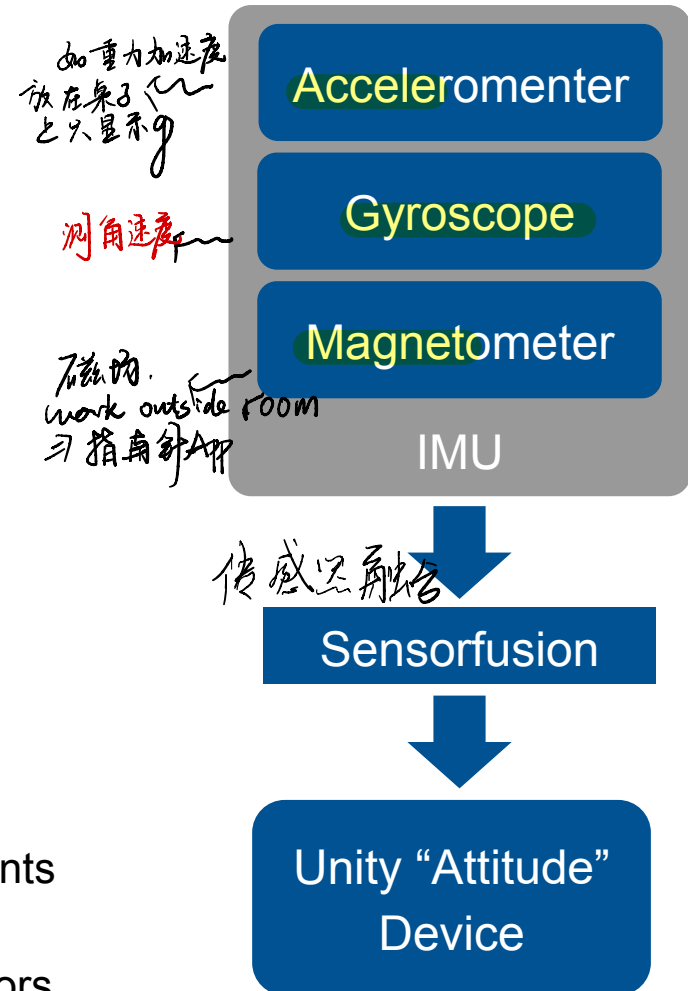 如重力加速度
放在桌子
上只显示g
Accelerometer
测角速度
Gyroscope
磁场.
work outside room
指南针App
Magnetometer
IMU
传感器融合
Sensorfusion
Unity “Attitude”
Device
nts
ors